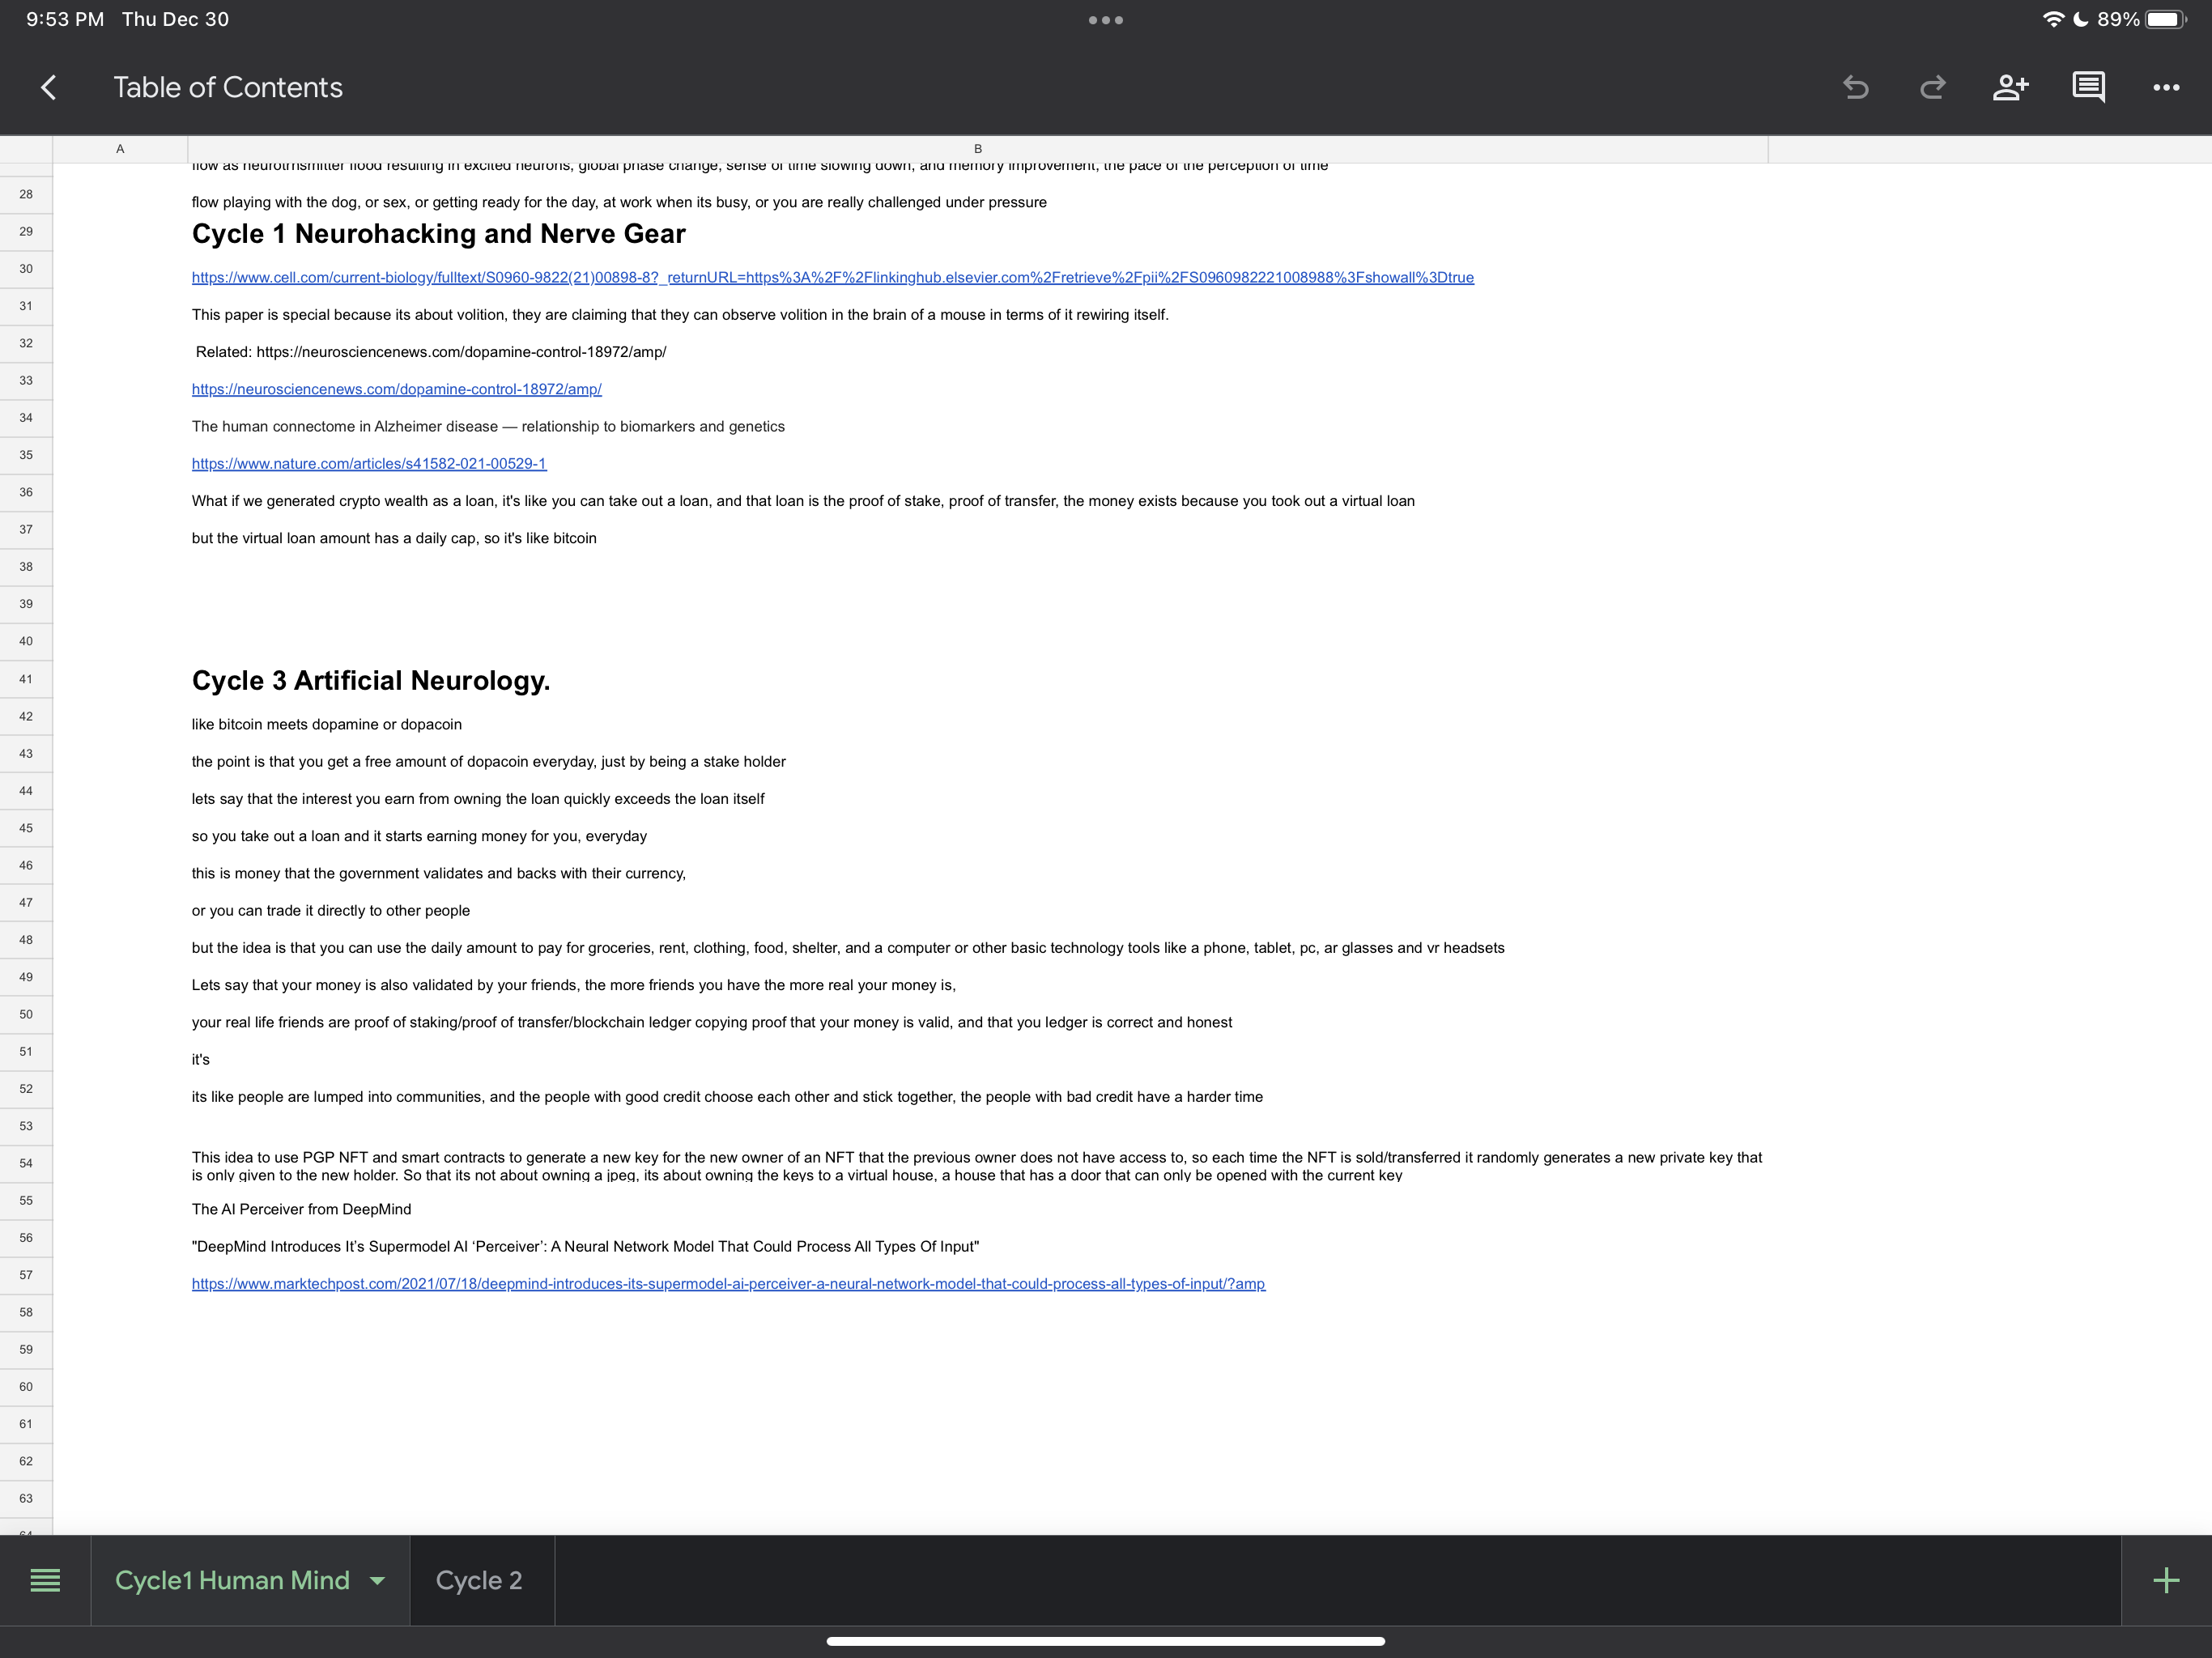 9:53 PM Thu Dec 30
89%
Table of Contents
A
B
flow as neurotrnsmitter flood resulting in excited neurons, global phase change, sense of time slowing down, and memory improvement, the pace of the perception of time
28
flow playing with the dog, or sex, or getting ready for the day, at work when its busy, or you are really challenged under pressure
29
Cycle 1 Neurohacking and Nerve Gear
30
https://www.cell.com/current-biology/fulltext/S0960-9822(21)00898-8?_returnURL=https%3A%2F%2Flinkinghub.elsevier.com%2Fretrieve%2Fpii%2FS0960982221008988%3Fshowall%3Dtrue
31
This paper is special because its about volition, they are claiming that they can observe volition in the brain of a mouse in terms of it rewiring itself.
32
Related: https://neurosciencenews.com/dopamine-control-18972/amp/
33
https://neurosciencenews.com/dopamine-control-18972/amp/
34
The human connectome in Alzheimer disease — relationship to biomarkers and genetics
35
https://www.nature.com/articles/s41582-021-00529-1
36
What if we generated crypto wealth as a loan, it's like you can take out a loan, and that loan is the proof of stake, proof of transfer, the money exists because you took out a virtual loan
37
but the virtual loan amount has a daily cap, so it's like bitcoin
38
39
40
41
Cycle 3 Artificial Neurology.
42
like bitcoin meets dopamine or dopacoin
43
the point is that you get a free amount of dopacoin everyday, just by being a stake holder
44
lets say that the interest you earn from owning the loan quickly exceeds the loan itself
45
so you take out a loan and it starts earning money for you, everyday
46
this is money that the government validates and backs with their currency,
47
or you can trade it directly to other people
48
but the idea is that you can use the daily amount to pay for groceries, rent, clothing, food, shelter, and a computer or other basic technology tools like a phone, tablet, pc, ar glasses and vr headsets
49
Lets say that your money is also validated by your friends, the more friends you have the more real your money is,
50
your real life friends are proof of staking/proof of transfer/blockchain ledger copying proof that your money is valid, and that you ledger is correct and honest
51
it's
52
its like people are lumped into communities, and the people with good credit choose each other and stick together, the people with bad credit have a harder time
53
54
This idea to use PGP NFT and smart contracts to generate a new key for the new owner of an NFT that the previous owner does not have access to, so each time the NFT is sold/transferred it randomly generates a new private key that
is only given to the new holder. So that its not about owning a jpeg, its about owning the keys to a virtual house, a house that has a door that can only be opened with the current key
55
The AI Perceiver from DeepMind
56
"DeepMind Introduces It’s Supermodel AI ‘Perceiver’: A Neural Network Model That Could Process All Types Of Input"
57
https://www.marktechpost.com/2021/07/18/deepmind-introduces-its-supermodel-ai-perceiver-a-neural-network-model-that-could-process-all-types-of-input/?amp
58
59
60
61
62
63
64
Cycle1 Human Mind
Cycle 2